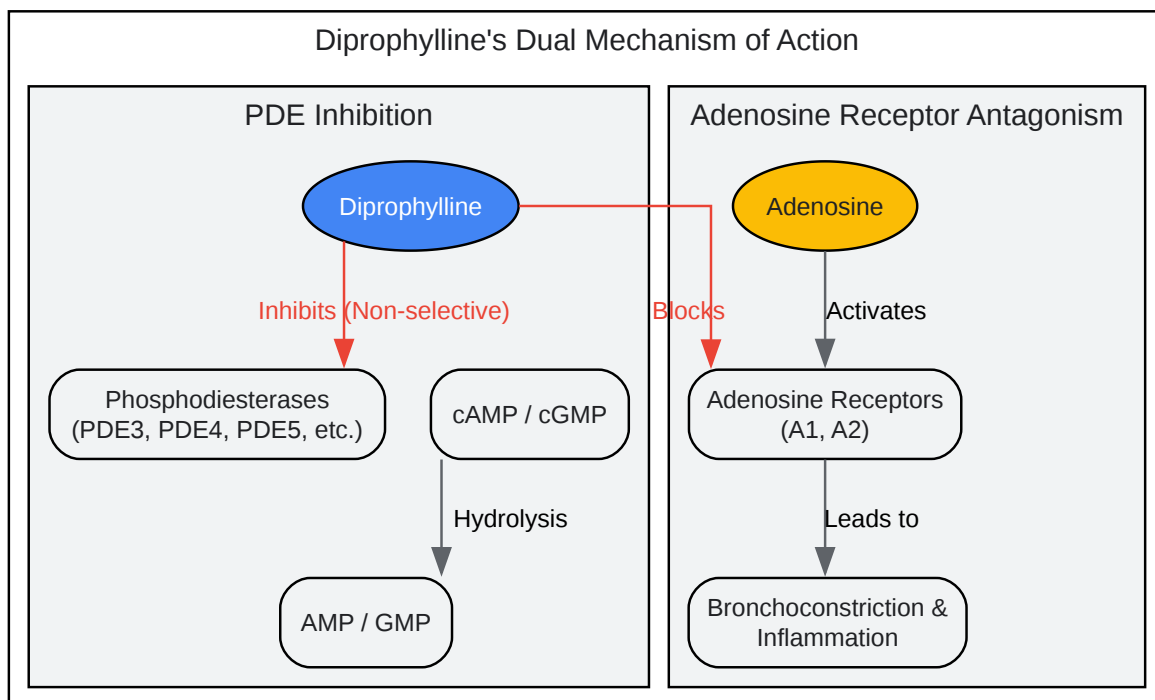 Diprophylline's Dual Mechanism of Action
PDE Inhibition
Diprophylline
Inhibits (Non-selective)
Phosphodiesterases
(PDE3, PDE4, PDE5, etc.)
cAMP / cGMP
Hydrolysis
AMP / GMP
Adenosine Receptor Antagonism
Adenosine
Blocks
Activates
Adenosine Receptors
(A1, A2)
Leads to
Bronchoconstriction &
Inflammation